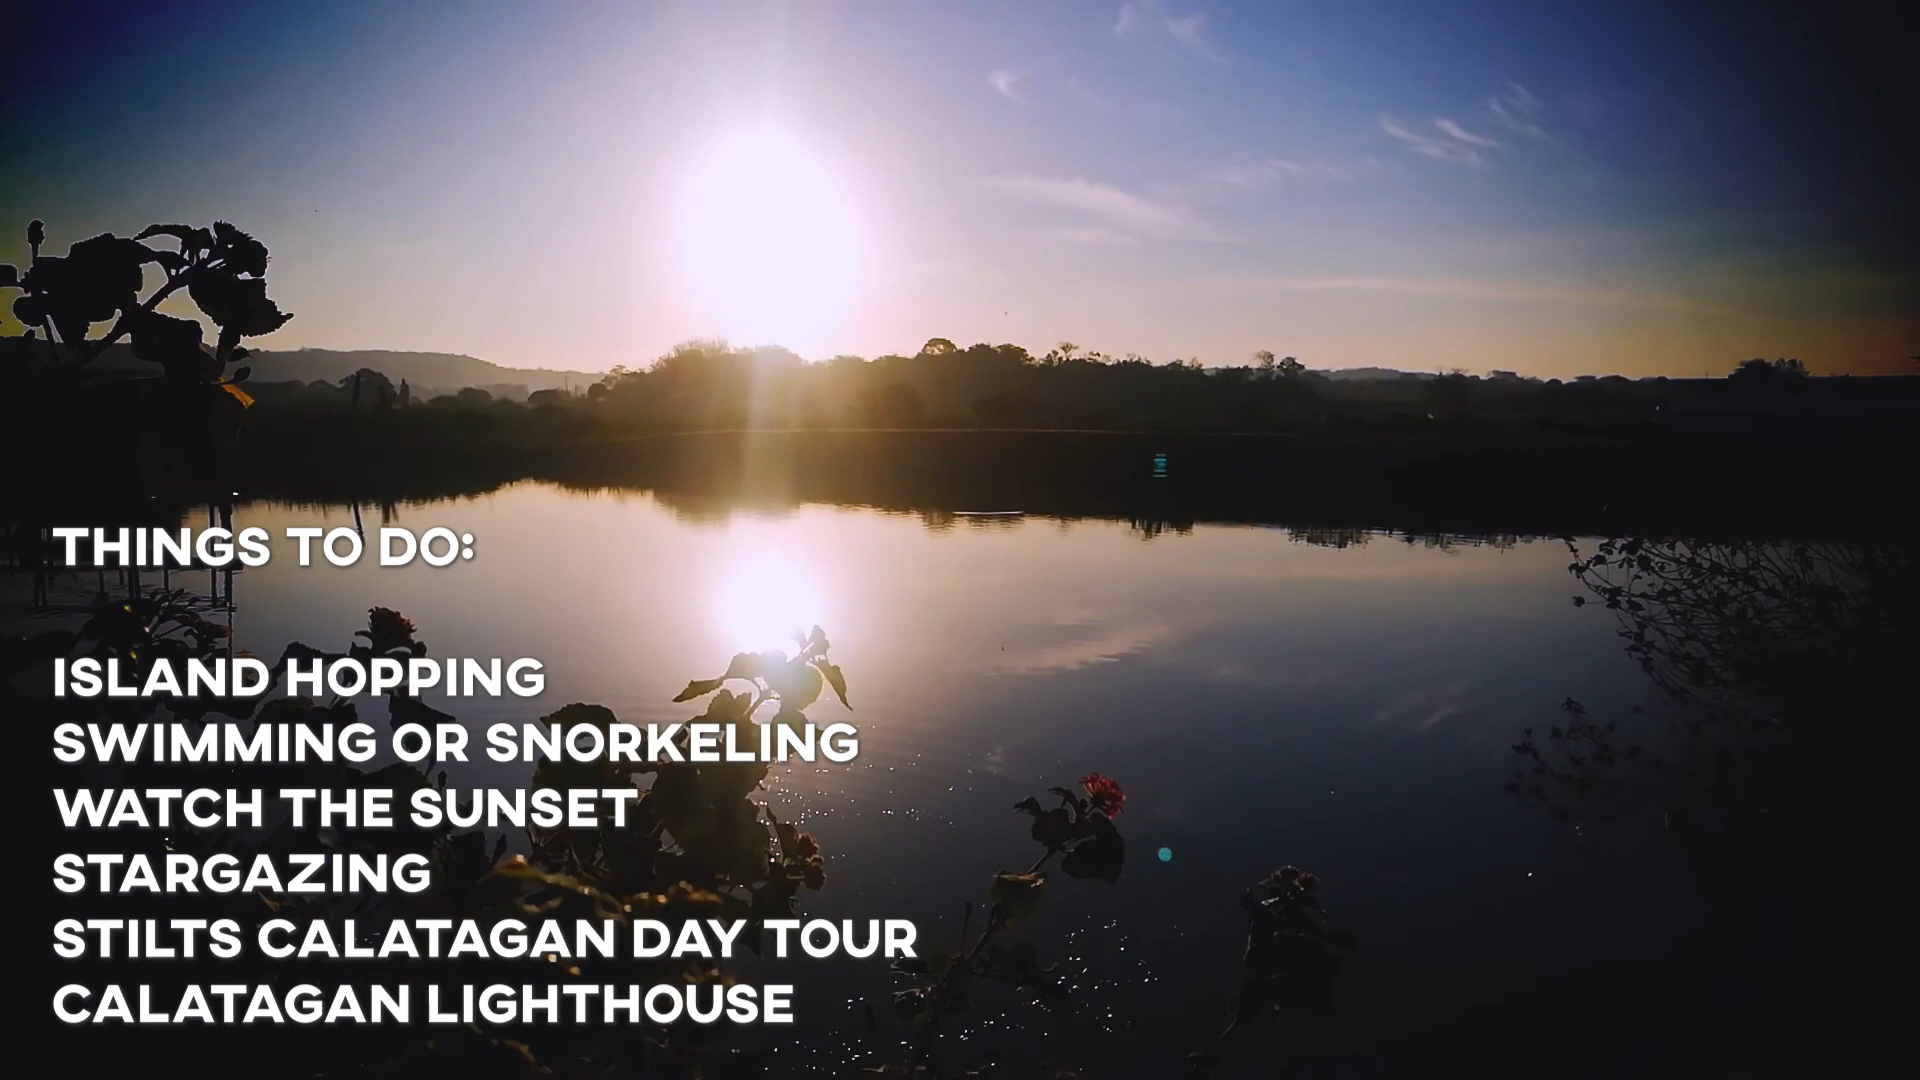 THINGS TO DO:
ISLAND HOPPING
SWIMMING OR SNORKELING
WATCH THE SUNSET
STARGAZING
STILTS CALATAGAN DAY TOUR
CALATAGAN LIGHTHOUSE